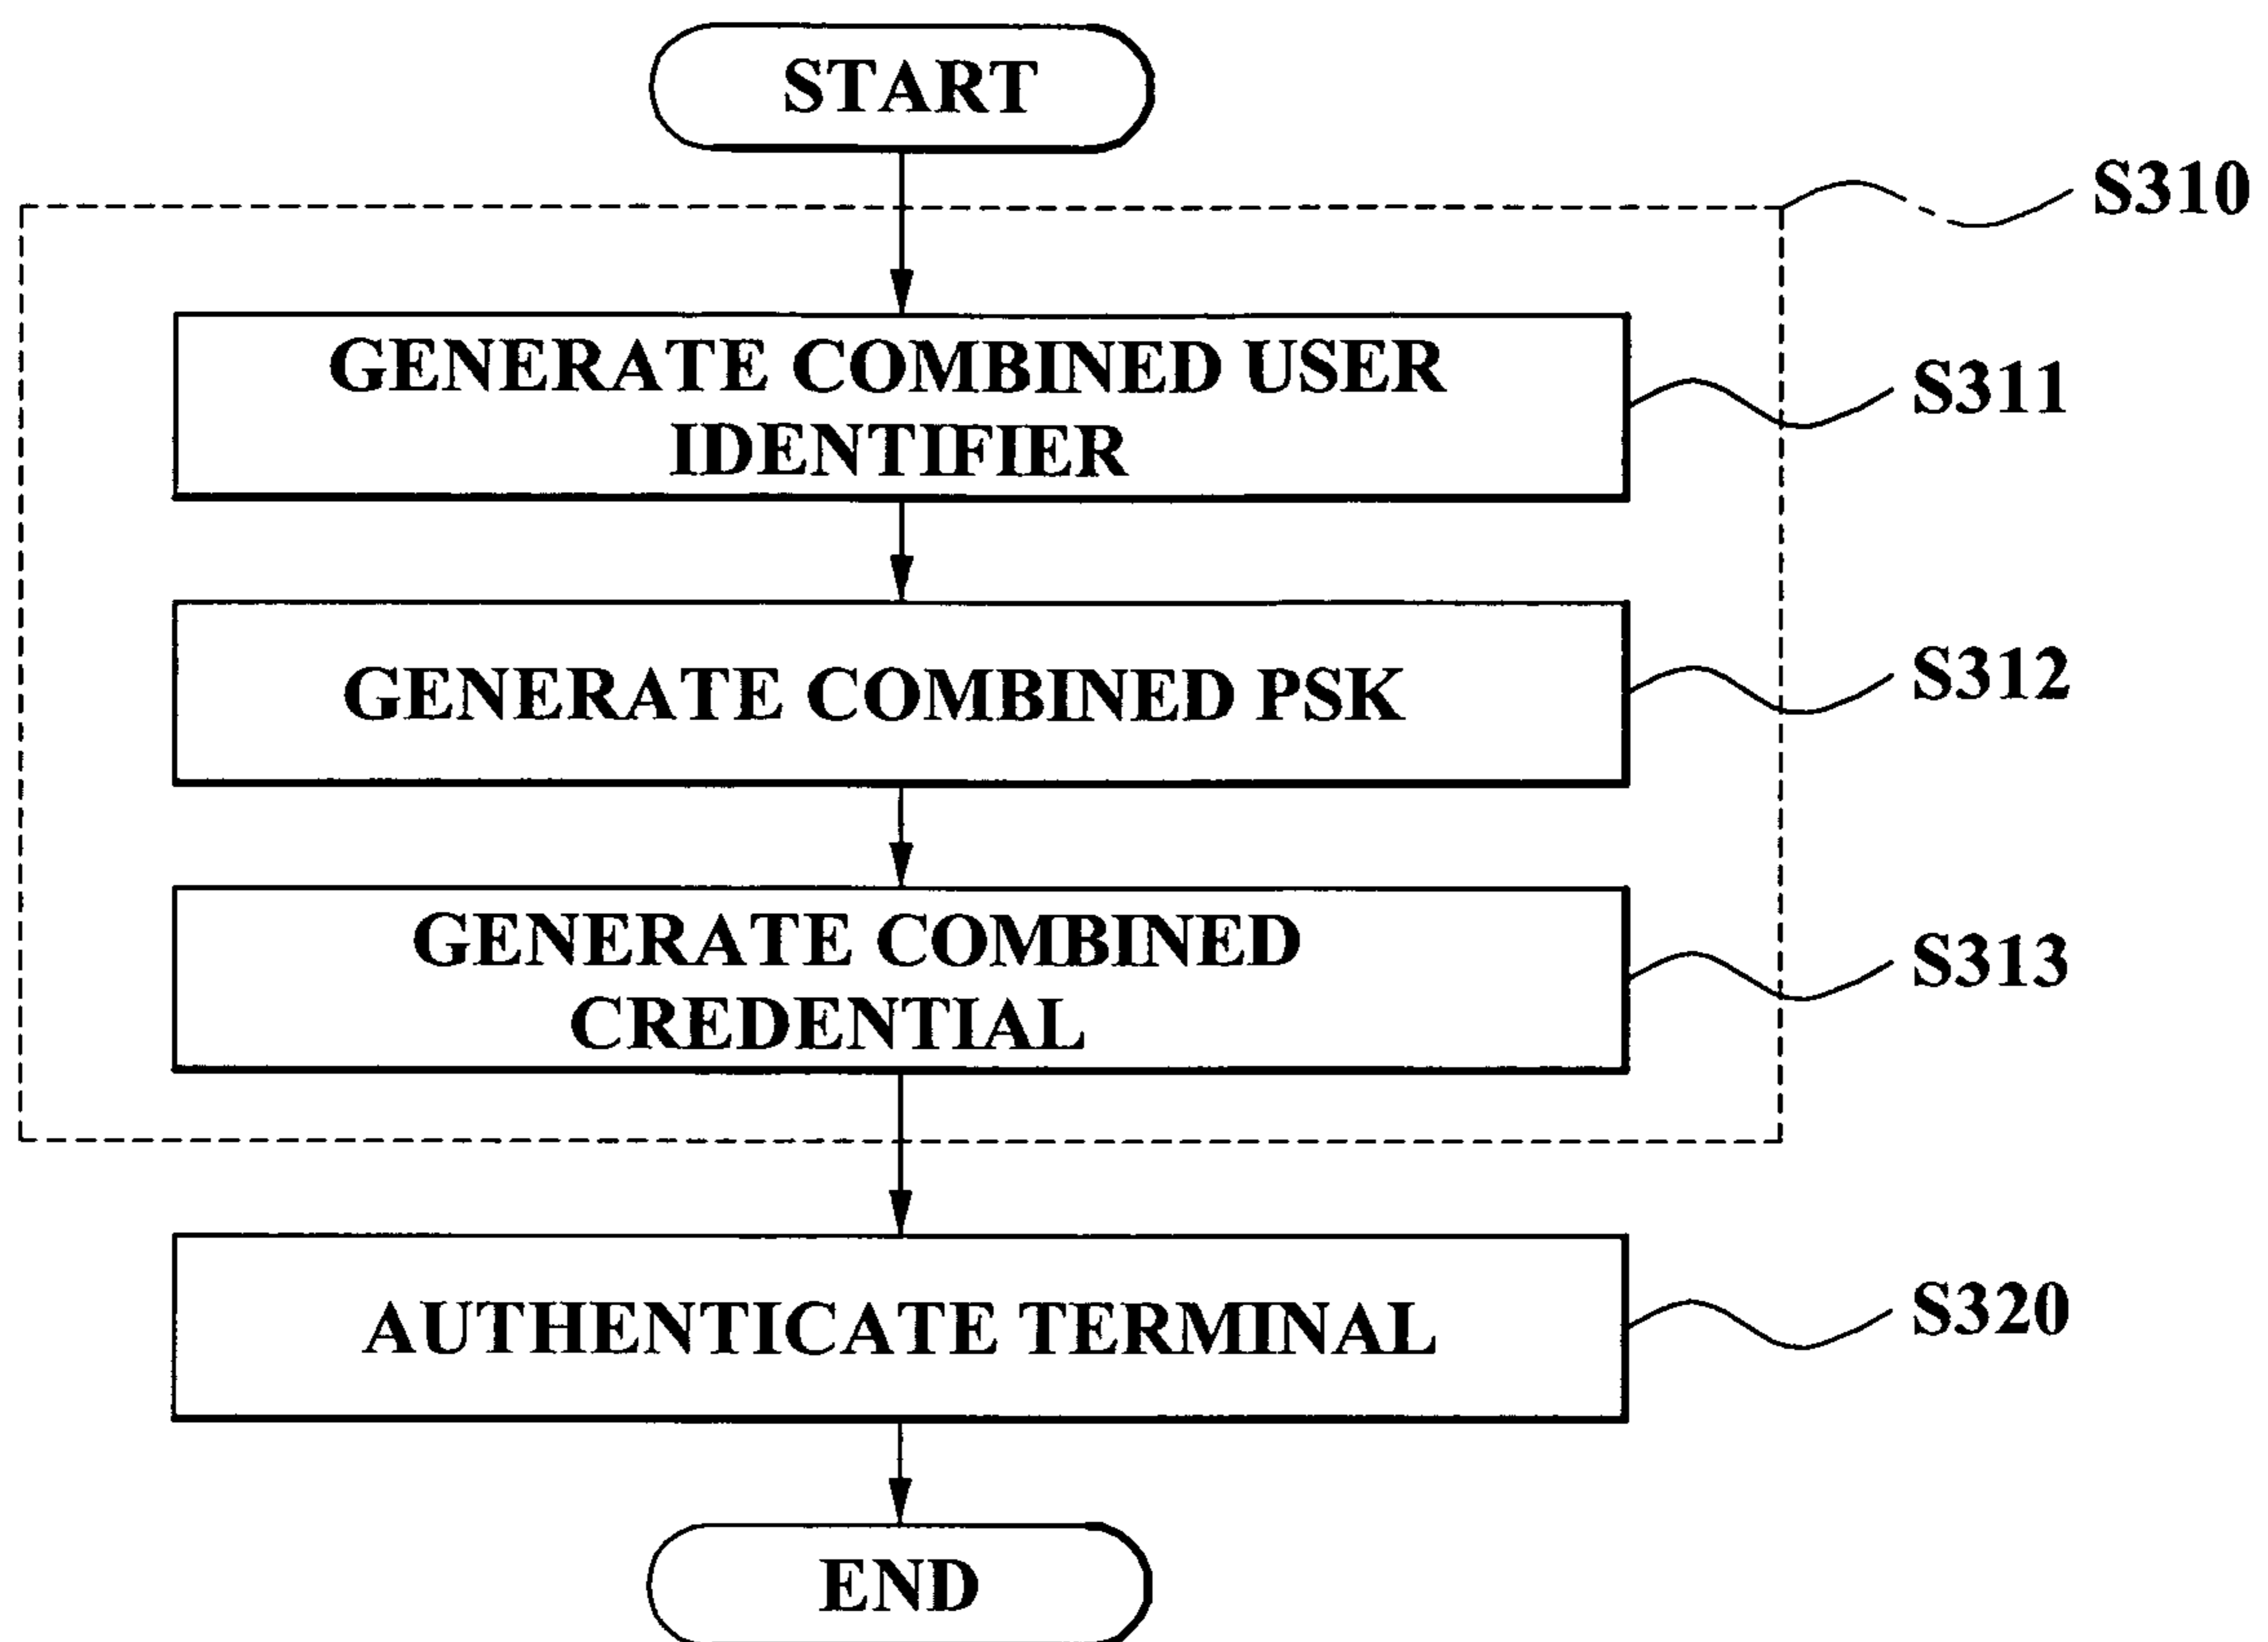 START
S310
GENERATE COMBINED USER
IDENTIFIER
S311
GENERATE COMBINED PSK
S312
GENERATE COMBINED
CREDENTIAL
S313
AUTHENTICATE TERMINAL
S320
END